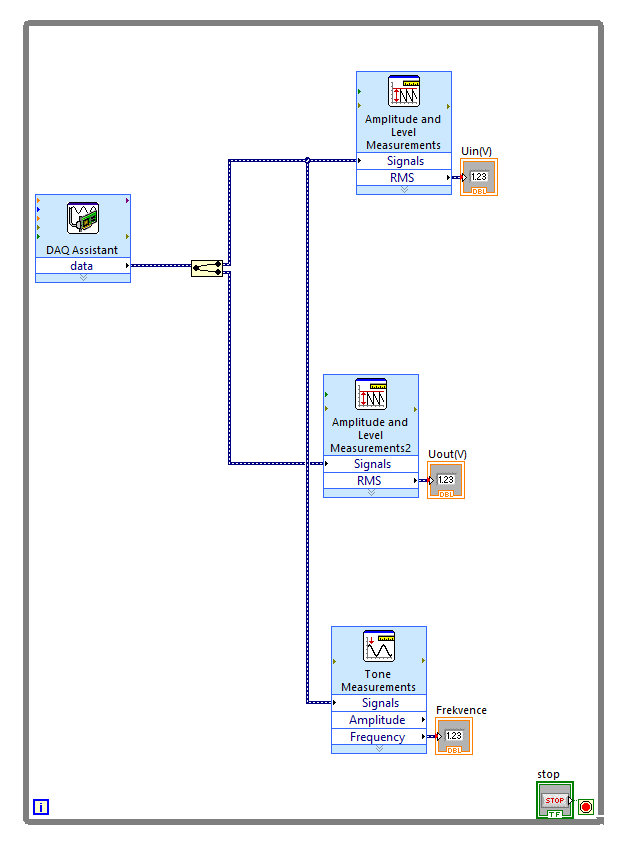 Amplitude and
Level
Measurements
Signals
RMS
Uin(V)
1.23
DBL
DAQ Assistant
data
Amplitude and
Level
Measurements2
Signals
RMS
Uout(V)
1.23
DBL
Tone
Measurements
Signals
Amplitude
Frequency
Frekvence
1.23
DBL
stop
STOP
TF
i